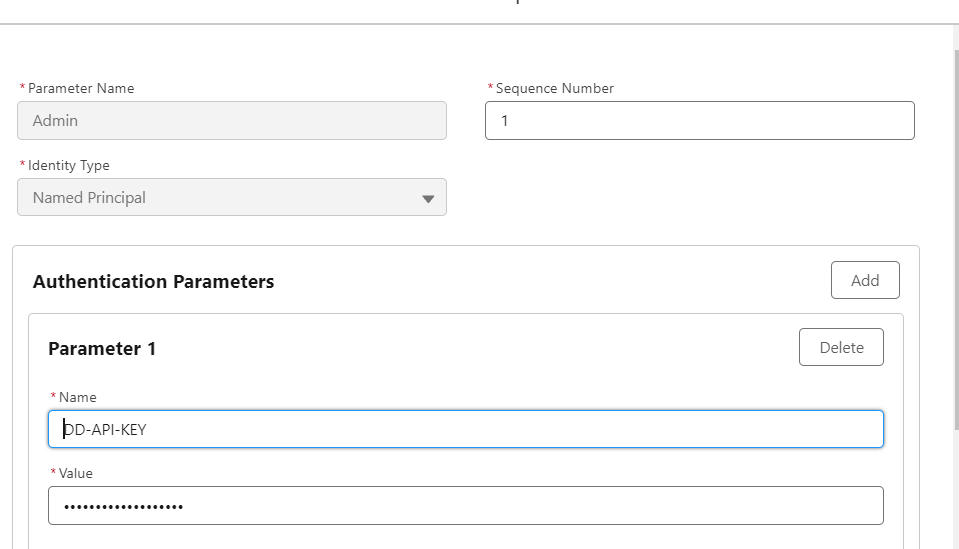 * Parameter Name
Admin
* Sequence Number
1
* Identity Type
Named Principal
Authentication Parameters
Add
Parameter 1
Delete
* Name
DD-API-KEY
* Value
•••••••••••••••••••